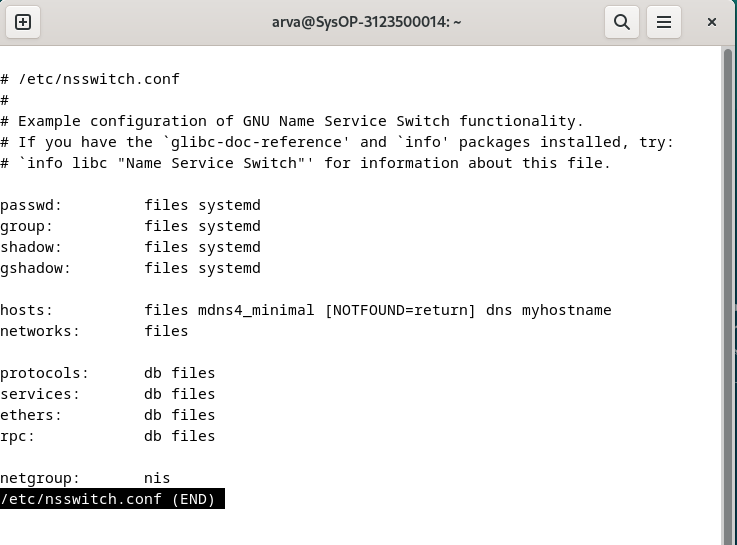 arva@SysOP-3123500014: ~
# /etc/nsswitch.conf
#
# Example configuration of GNU Name Service Switch functionality.
# If you have the `glibc-doc-reference' and `info' packages installed, try:
# `info libc "Name Service Switch"' for information about this file.
passwd:         files systemd
group:          files systemd
shadow:         files systemd
gshadow:        files systemd
hosts:          files mdns4_minimal [NOTFOUND=return] dns myhostname
networks:       files
protocols:      db files
services:       db files
ethers:         db files
rpc:            db files
netgroup:       nis
/etc/nsswitch.conf (END)